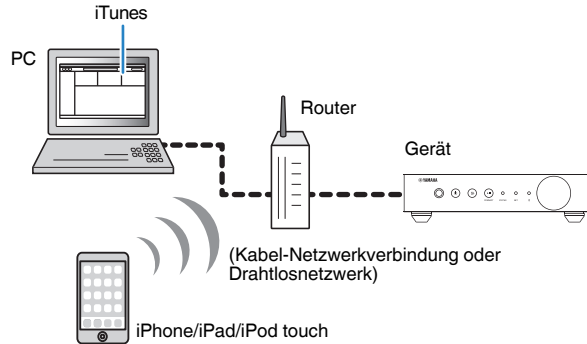 iTunes
PC
Router
Gerät
YAMAHA
(Kabel-Netzwerkverbindung oder
Drahtlosnetzwerk)
iPhone/iPad/iPod touch